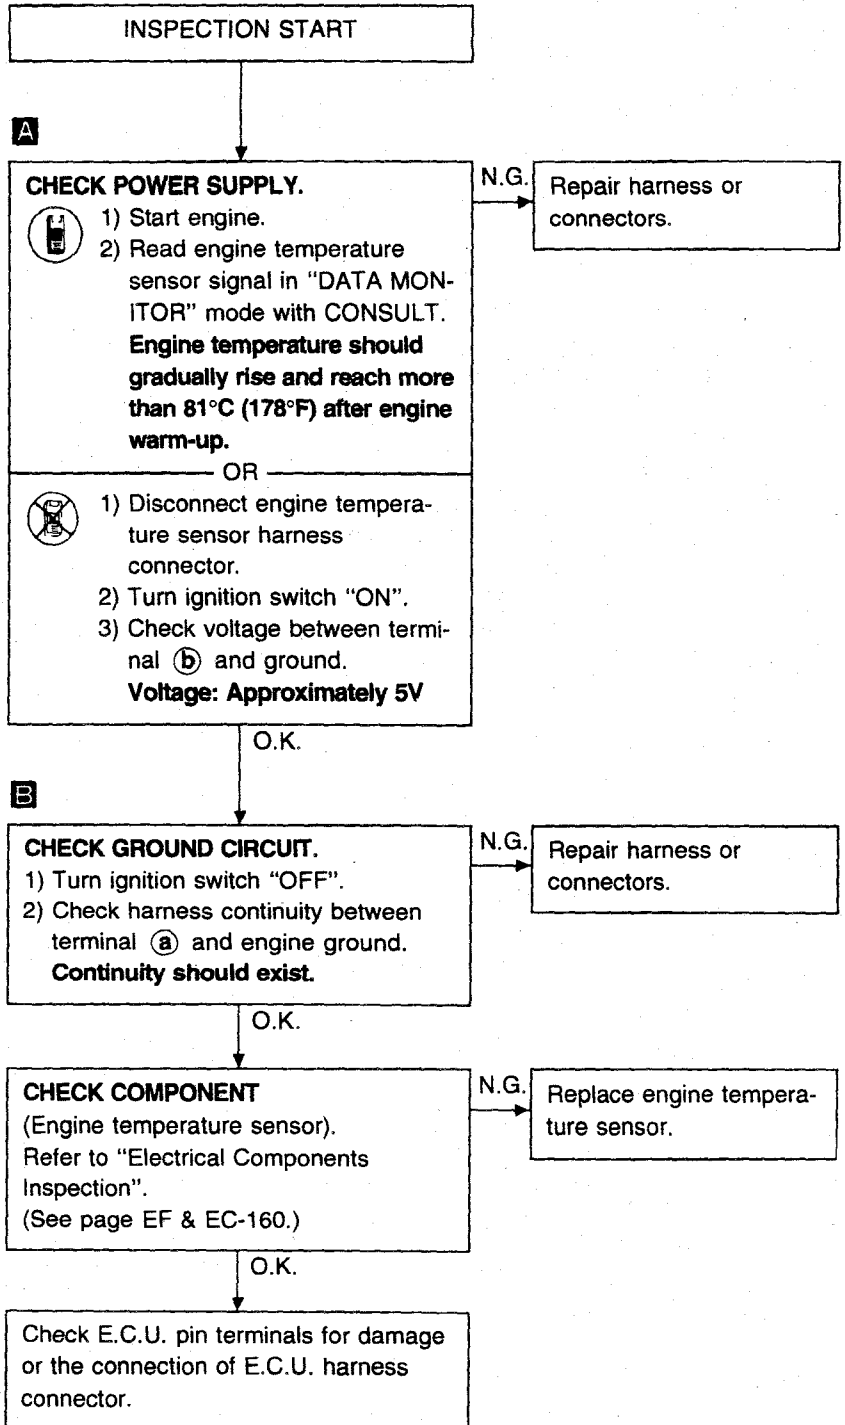 INSPECTION START
A
CHECK POWER SUPPLY.
1) Start engine.
2) Read engine temperature
sensor signal in "DATA MON-
ITOR" mode with CONSULT.
Engine temperature should
gradually rise and reach more
than 81°C (178°F) after engine
warm-up.
N.G.
Repair harness or
connectors.
OR
1) Disconnect engine tempera-
ture sensor harness
connector.
2) Turn ignition switch "ON".
3) Check voltage between termi-
nal ⓑ and ground.
Voltage: Approximately 5V
O.K.
B
CHECK GROUND CIRCUIT.
1) Turn ignition switch "OFF".
2) Check harness continuity between
terminal ⓐ and engine ground.
Continuity should exist.
N.G.
Repair harness or
connectors.
O.K.
CHECK COMPONENT
(Engine temperature sensor).
Refer to "Electrical Components
Inspection".
(See page EF & EC-160.)
N.G.
Replace engine tempera-
ture sensor.
O.K.
Check E.C.U. pin terminals for damage
or the connection of E.C.U. harness
connector.